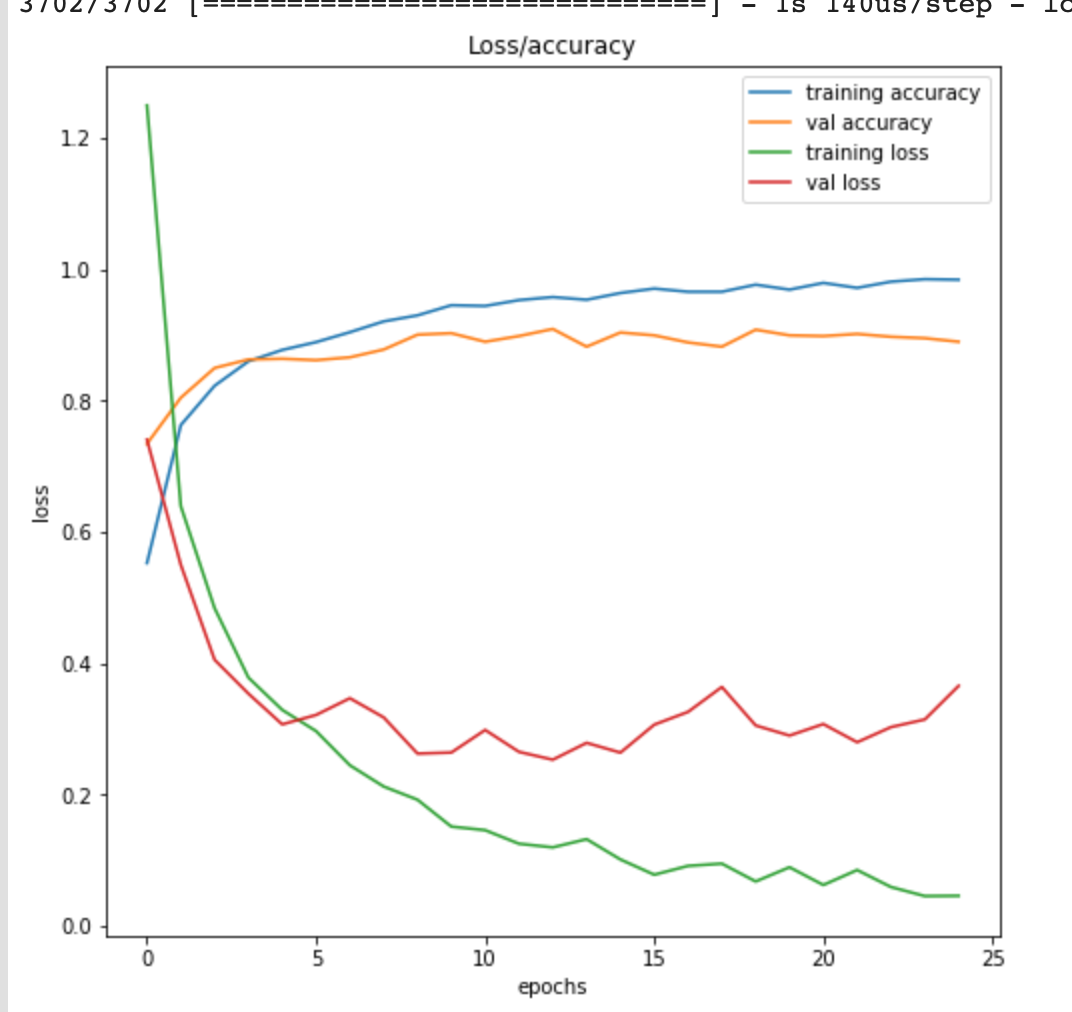 3702/3702 [==============================] - 1s 140us/step - lo
Loss/accuracy
training accuracy
val accuracy
training loss
val loss
1.2
1.0
0.8
0.6
0.4
0.2
0.0
loss
0 5 10 15 20 25
epochs